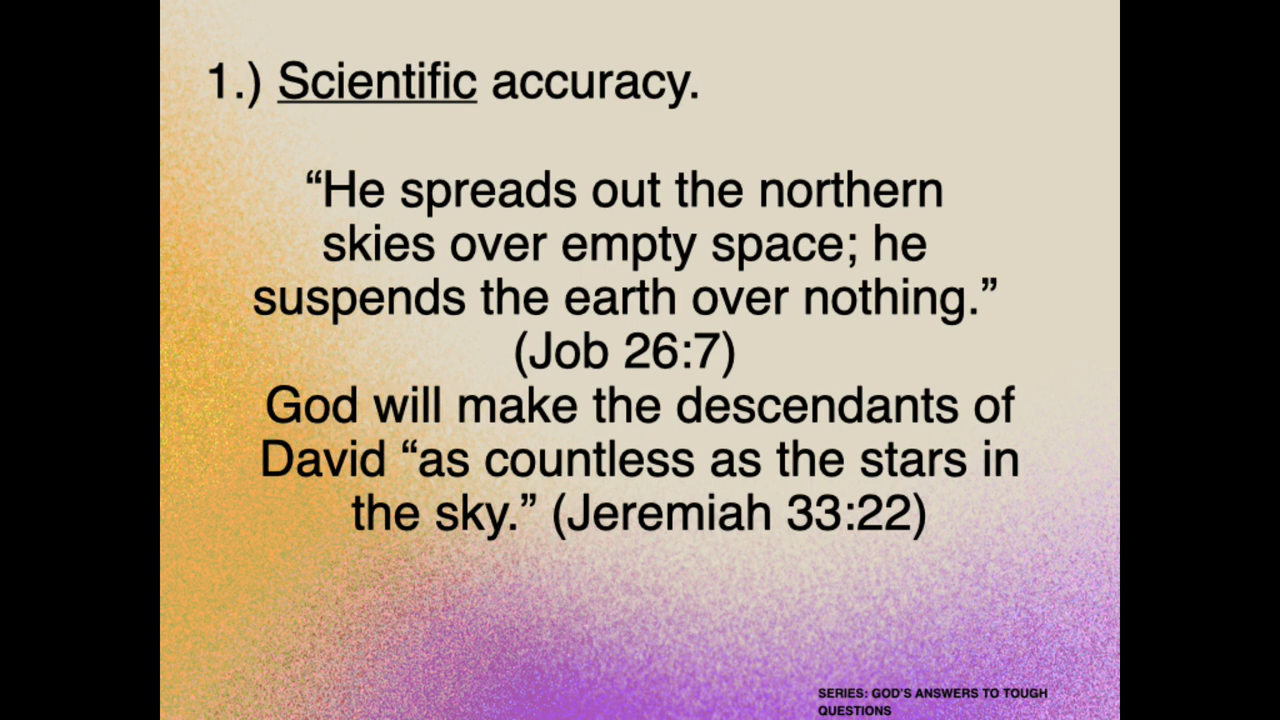 1.) Scientific accuracy.
“He spreads out the northern
skies over empty space; he
suspends the earth over nothing.”
(Job 26:7)
God will make the descendants of
David “as countless as the stars in
the sky.” (Jeremiah 33:22)
SERIES: GOD'S ANSWERS TO TOUGH
QUESTIONS